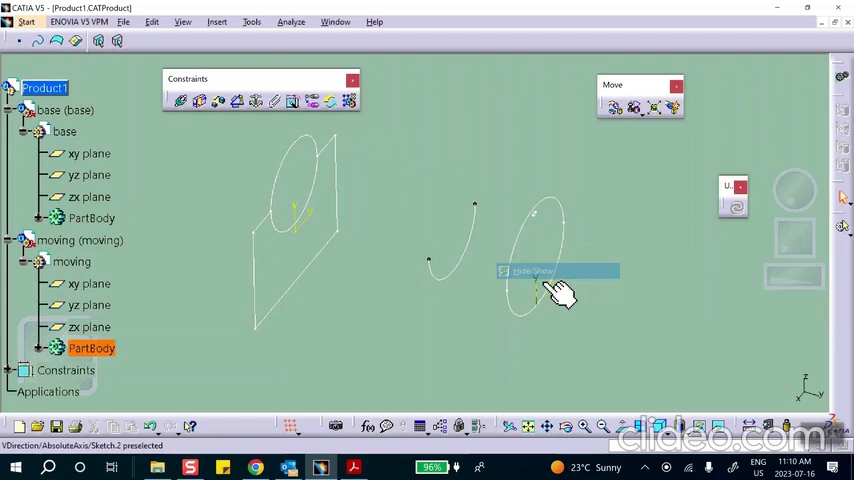 CATIA V5 - [Product1.CATProduct]
Start ENOVIA V5 VPM File Edit View Insert Tools Analyze Window Help
Constraints
Move
U..
Product1
base (base)
base
xy plane
yz plane
zx plane
PartBody
moving (moving)
moving
xy plane
yz plane
zx plane
PartBody
Constraints
Applications
Hide/Show
z
x
y
f(x)
VDirection/AbsoluteAxis/Sketch.2 preselected
clideo.com
96%
23°C Sunny
ENG
US
11:10 AM
2023-07-16